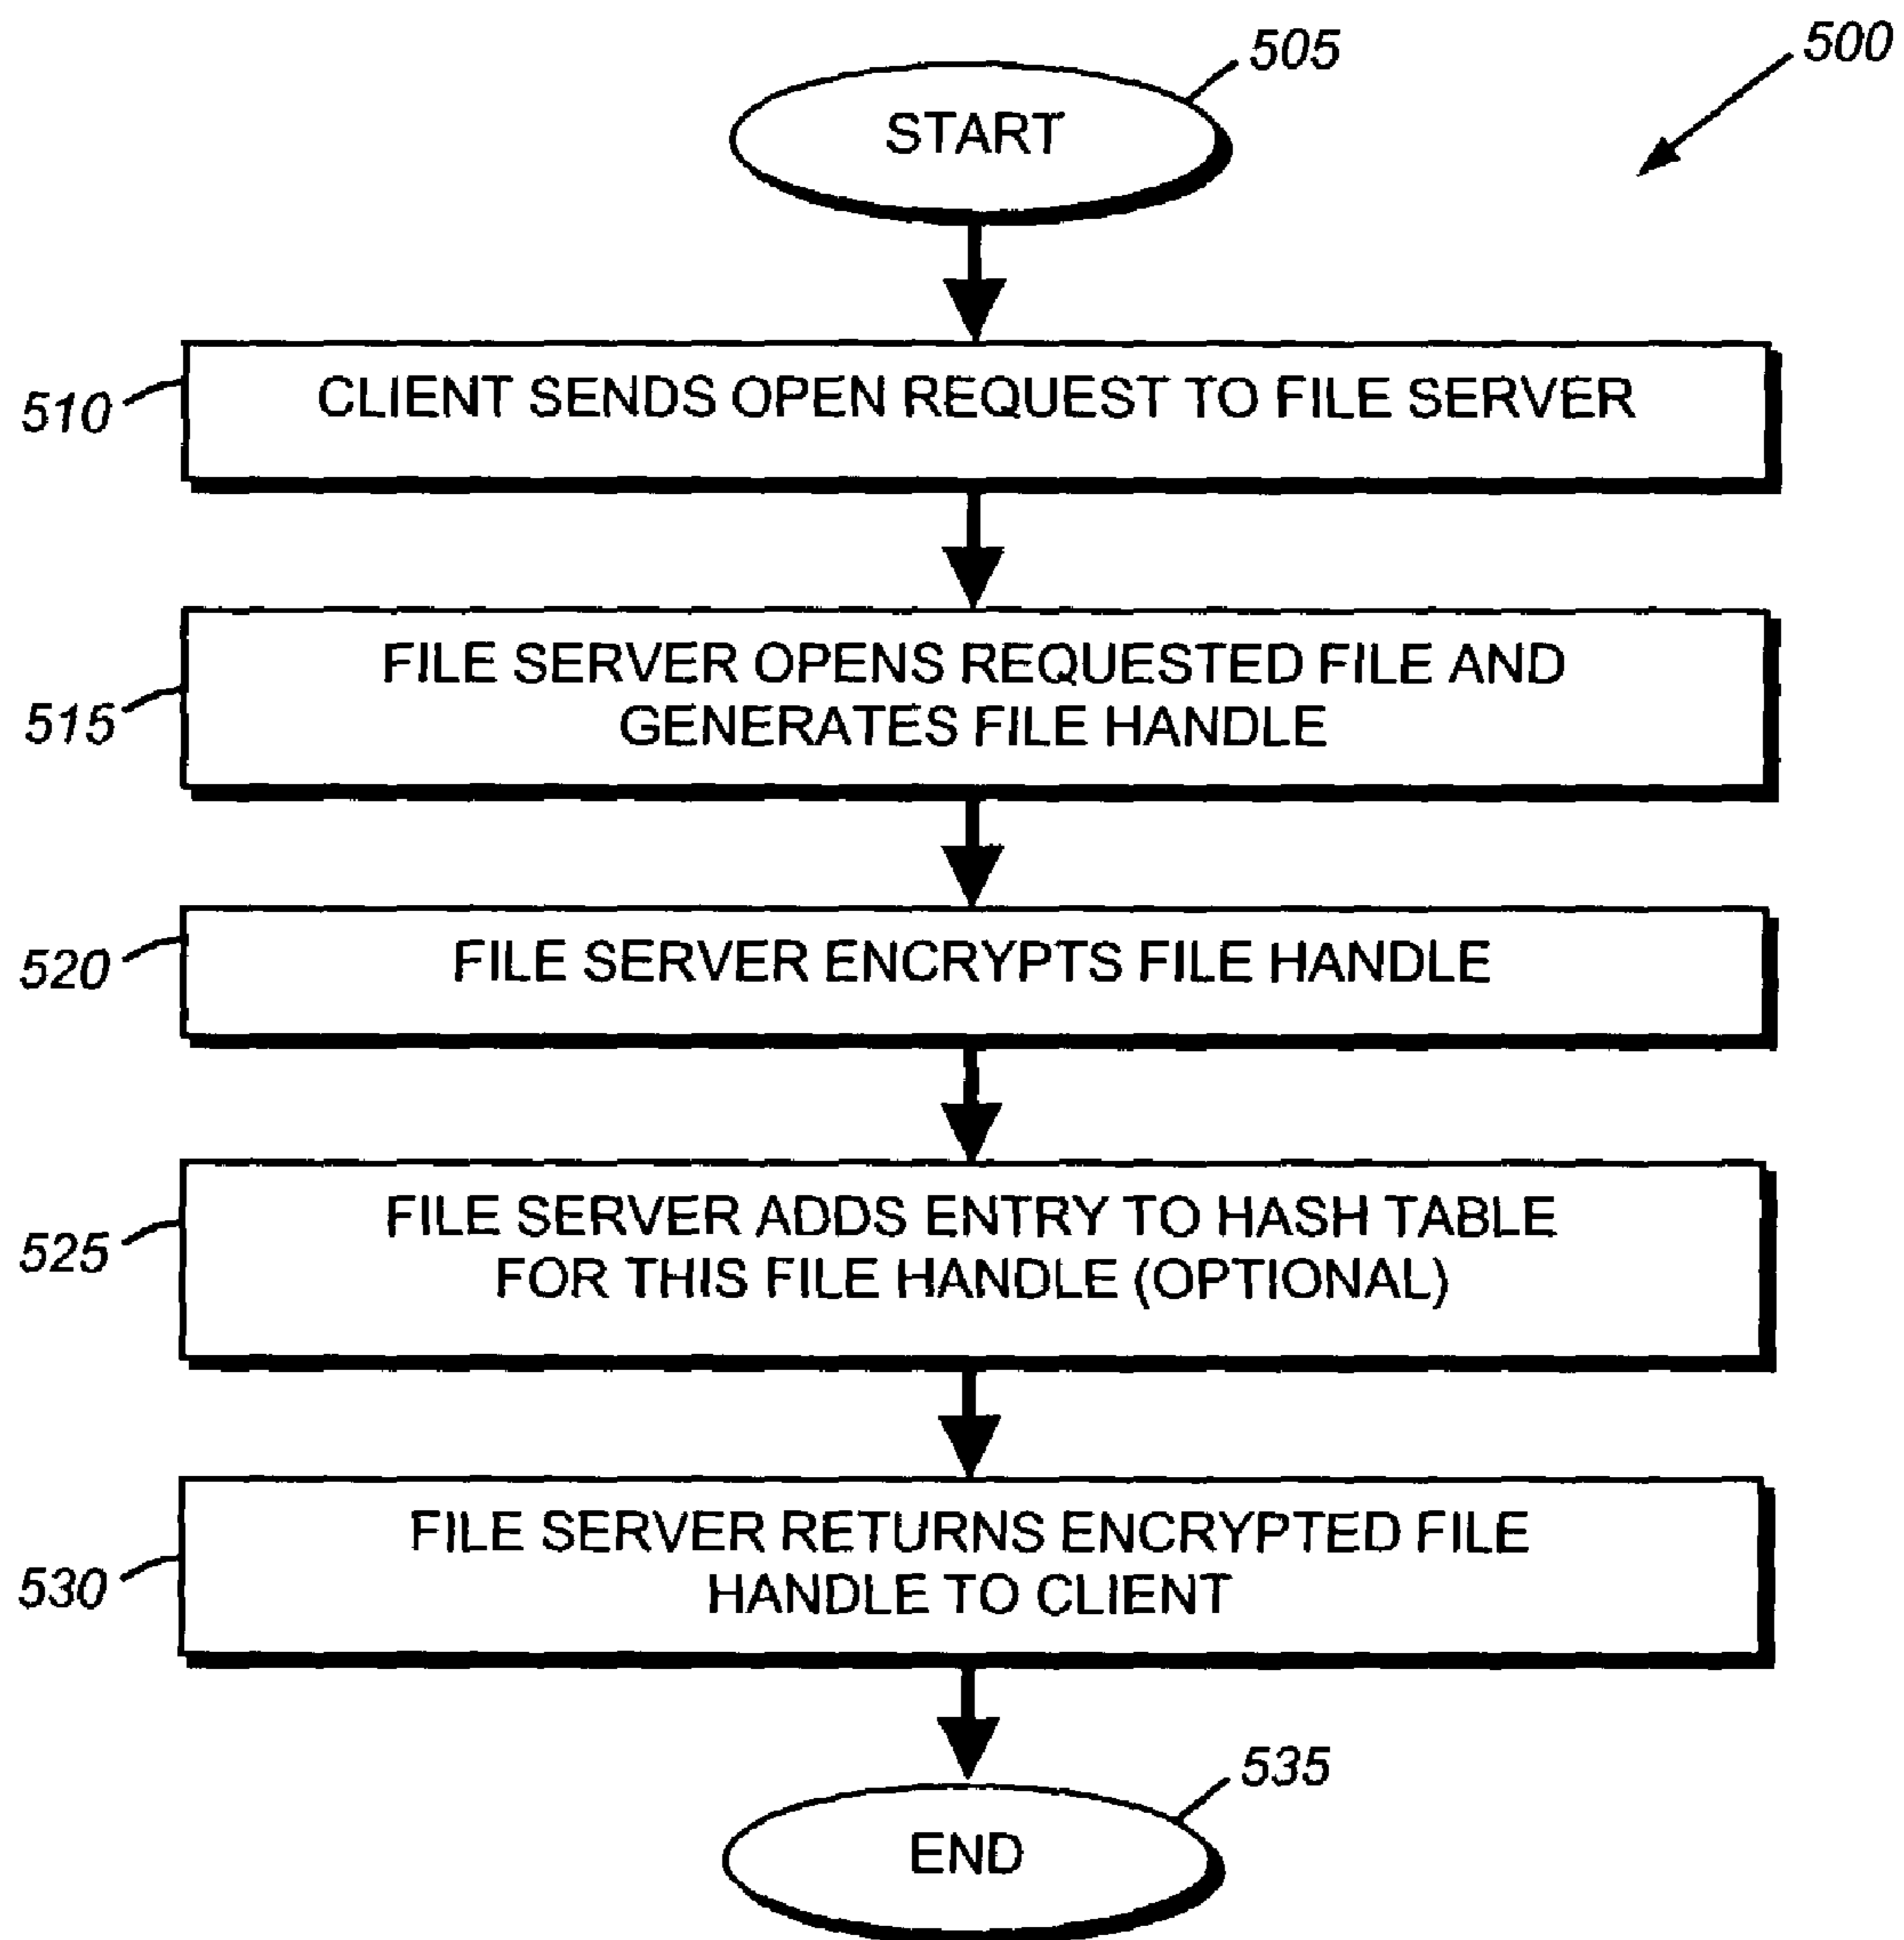 505
500
START
510
CLIENT SENDS OPEN REQUEST TO FILE SERVER
515
FILE SERVER OPENS REQUESTED FILE AND
GENERATES FILE HANDLE
520
FILE SERVER ENCRYPTS FILE HANDLE
525
FILE SERVER ADDS ENTRY TO HASH TABLE
FOR THIS FILE HANDLE (OPTIONAL)
530
FILE SERVER RETURNS ENCRYPTED FILE
HANDLE TO CLIENT
535
END